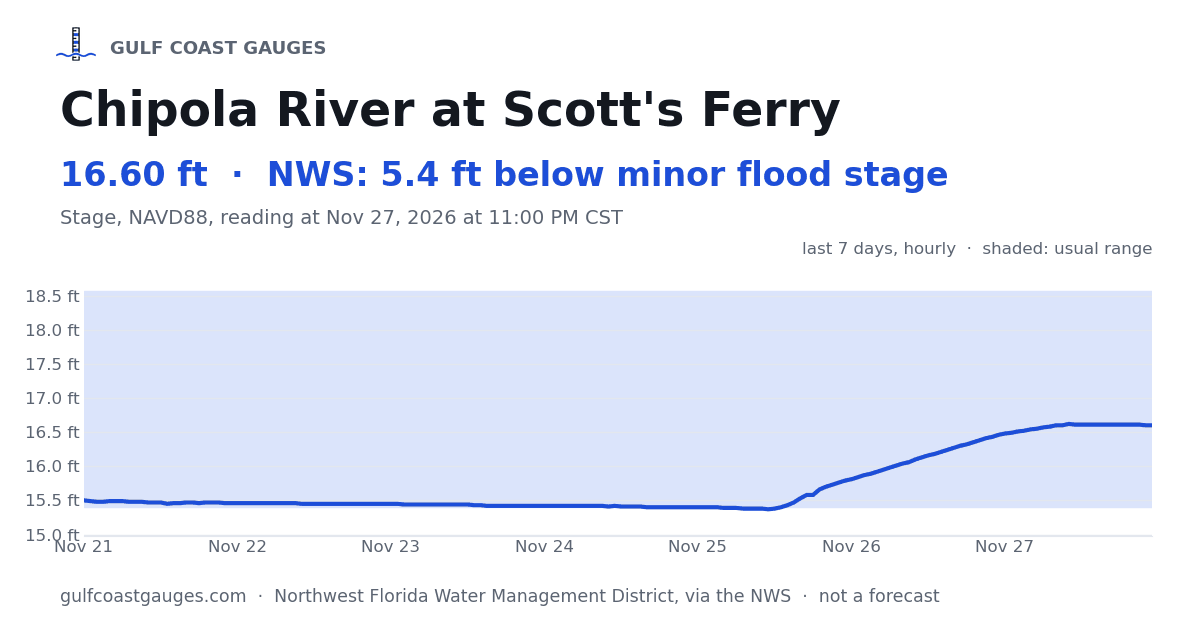 GULF COAST GAUGES
Chipola River at Scott's Ferry
16.60 ft · NWS: 5.4 ft below minor flood stage
Stage, NAVD88, reading at Nov 27, 2026 at 11:00 PM CST
last 7 days, hourly · shaded: usual range
18.5 ft
18.0 ft
17.5 ft
17.0 ft
16.5 ft
16.0 ft
15.5 ft
15.0 ft
Nov 21 Nov 22 Nov 23 Nov 24 Nov 25 Nov 26 Nov 27
gulfcoastgauges.com · Northwest Florida Water Management District, via the NWS · not a forecast